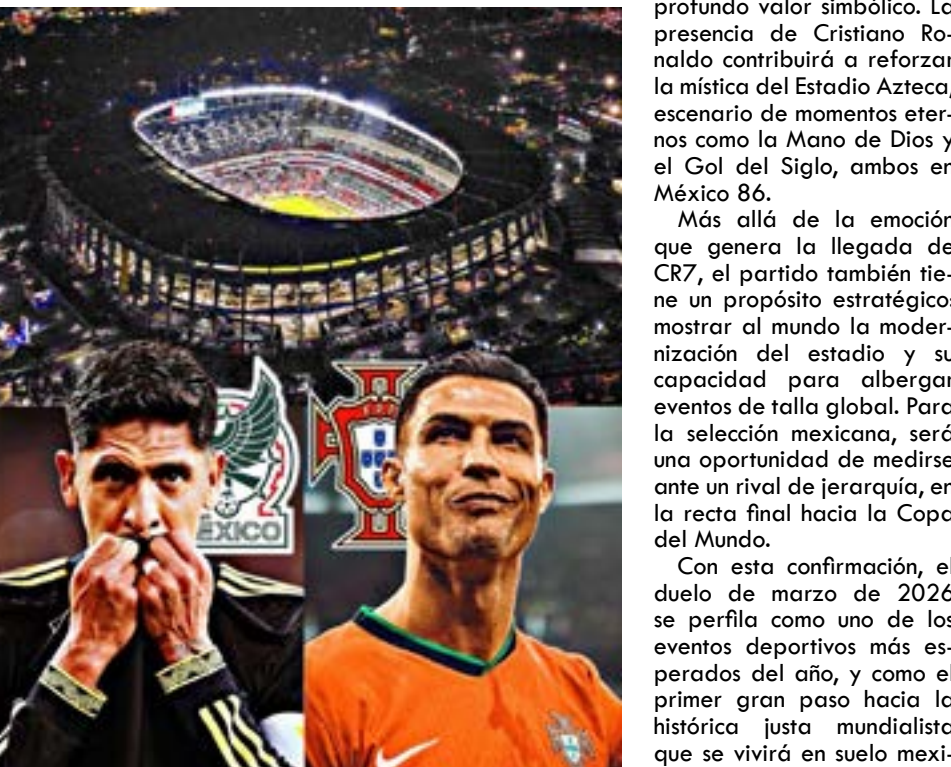 MÉXICO
profundo valor simbólico. La
presencia de Cristiano Ro-
naldo contribuirá a reforzar
la mística del Estadio Azteca,
escenario de momentos eter-
nos como la Mano de Dios y
el Gol del Siglo, ambos en
México 86.
Más allá de la emoción
que genera la llegada de
CR7, el partido también tie-
ne un propósito estratégico:
mostrar al mundo la moder-
nización del estadio y su
capacidad para albergar
eventos de talla global. Para
la selección mexicana, será
una oportunidad de medirse
ante un rival de jerarquía, en
la recta final hacia la Copa
del Mundo.
Con esta confirmación, el
duelo de marzo de 2026
se perfila como uno de los
eventos deportivos más es-
perados del año, y como el
primer gran paso hacia la
histórica justa mundialista
que se vivirá en suelo mexi-